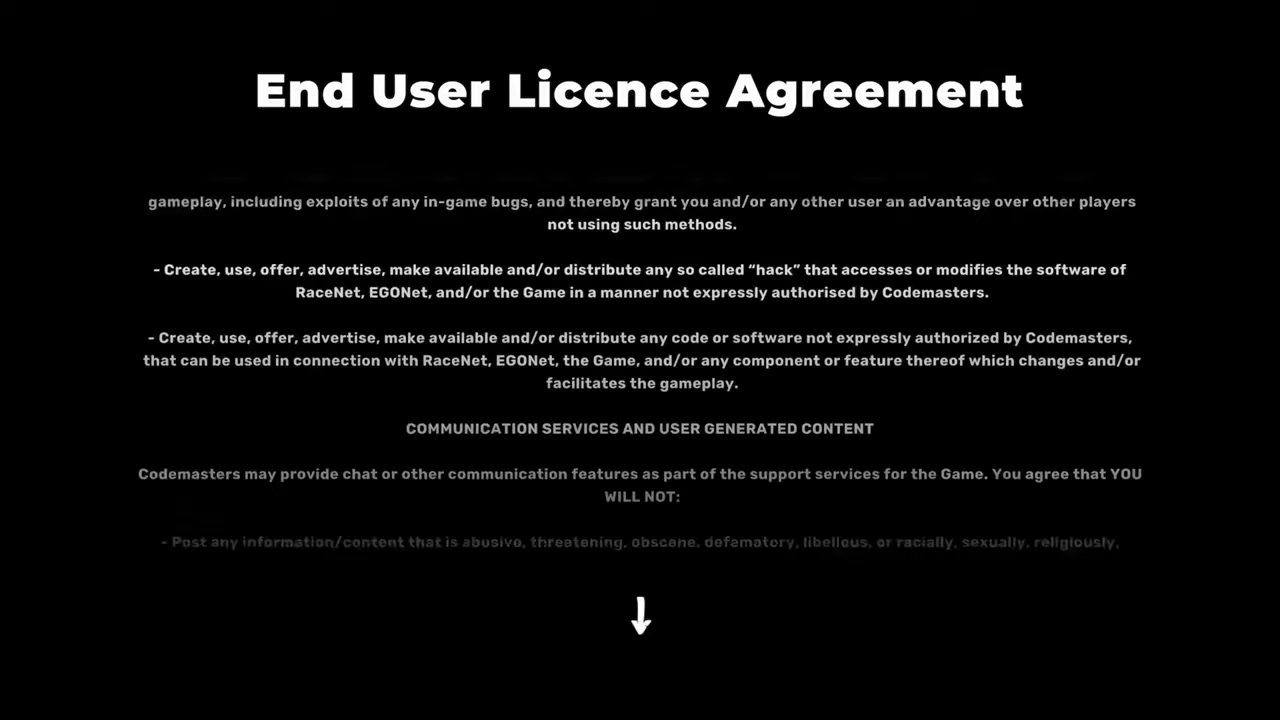 End User Licence Agreement
gameplay, including exploits of any in-game bugs, and thereby grant you and/or any other user an advantage over other players
not using such methods.
- Create, use, offer, advertise, make available and/or distribute any so called “hack” that accesses or modifies the software of
RaceNet, EGONet, and/or the Game in a manner not expressly authorised by Codemasters.
- Create, use, offer, advertise, make available and/or distribute any code or software not expressly authorized by Codemasters,
that can be used in connection with RaceNet, EGONet, the Game, and/or any component or feature thereof which changes and/or
facilitates the gameplay.
COMMUNICATION SERVICES AND USER GENERATED CONTENT
Codemasters may provide chat or other communication features as part of the support services for the Game. You agree that YOU
WILL NOT:
- Post any information/content that is abusive, threatening, obscene, defamatory, libellous, or racially, sexually, religiously,